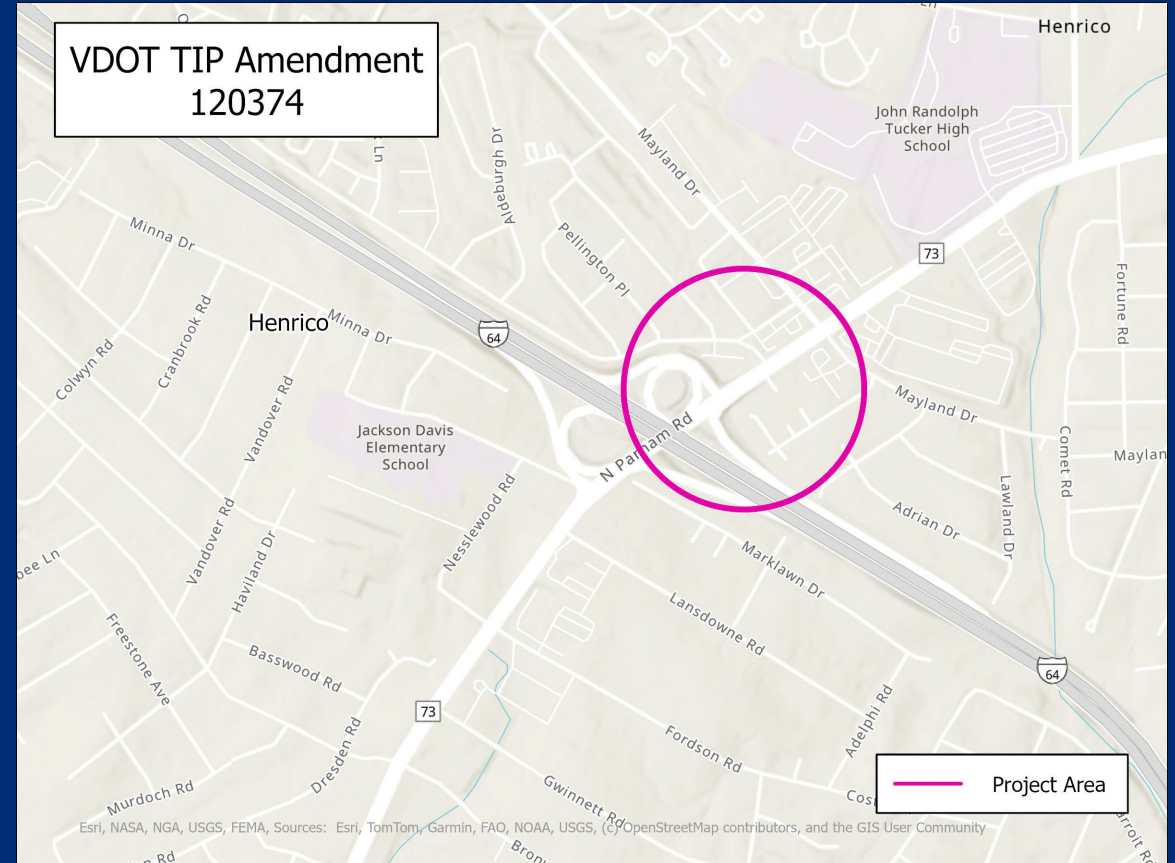 VDOT TIP Amendment
120374
Henrico
John Randolph
Tucker High
School
Ln
Aldeburgh Dr
Mayland Dr
Minna Dr
Pellington Pl
73
Fortune Rd
Cranbrook Rd
Henrico
Minna Dr
64
Colwyn Rd
Vandover Rd
Mayland Dr
Jackson Davis
Elementary
School
N Parham Rd
Comet Rd
Nesslewood Rd
Lawland Dr
Vandover Rd
Adrian Dr
Haviland Dr
Marklawn Dr
Lansdowne Rd
Freestone Ave
Basswood Rd
64
73
Adelphi Rd
Fordson Rd
Dresden Rd
Project Area
Murdoch Rd
Gwinnett Rd
Esri, NASA, NGA, USGS, FEMA, Sources: Esri, TomTom, Garmin, FAO, NOAA, USGS, (c) OpenStreetMap contributors, and the GIS User Community